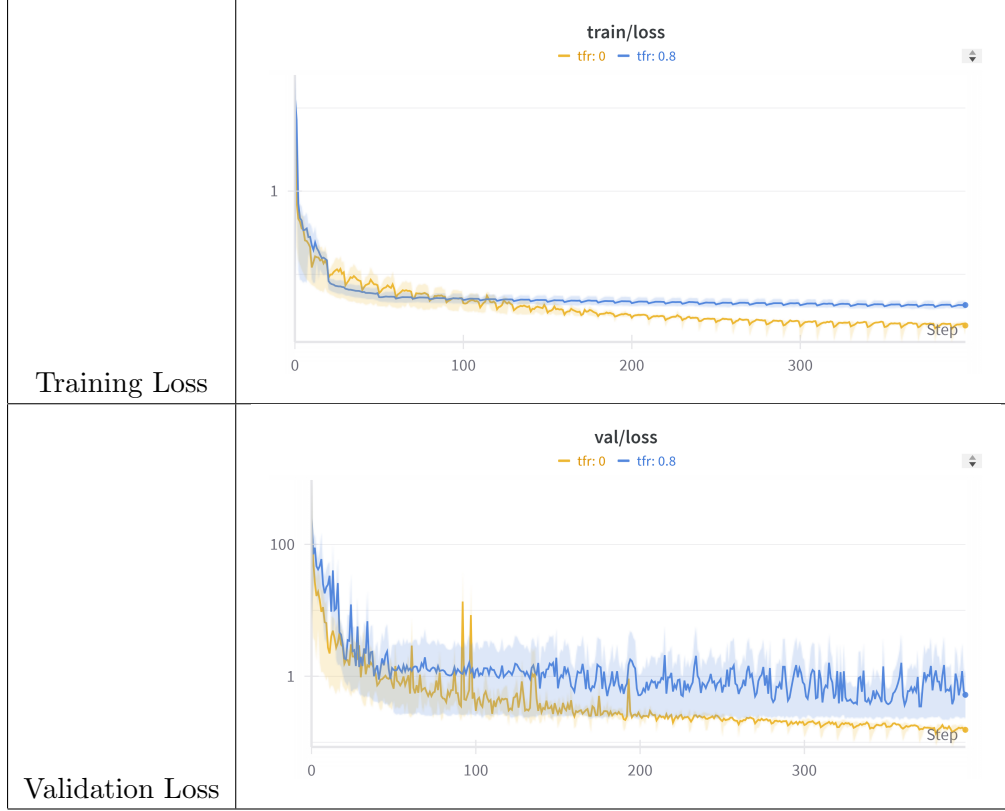 train/loss
tfr: 0 tfr: 0.8
1
Step
0 100 200 300
Training Loss
val/loss
tfr: 0 tfr: 0.8
100
1
Step
0 100 200 300
Validation Loss